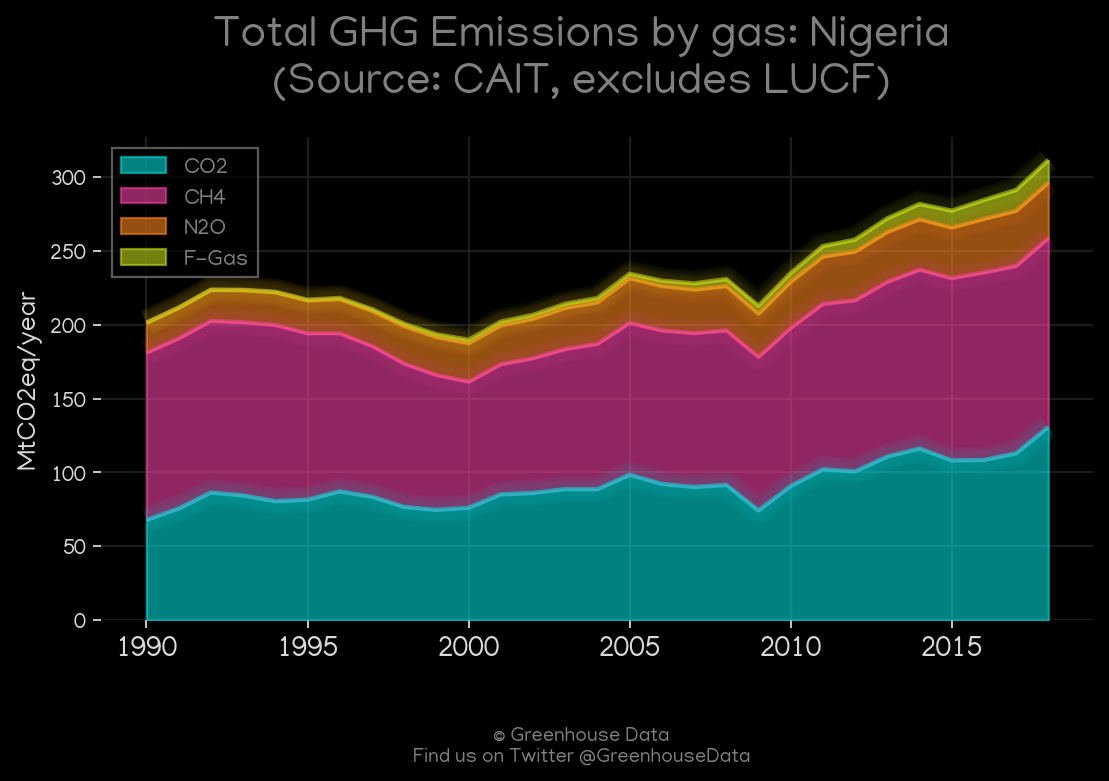 Total GHG Emissions by gas: Nigeria
(Source: CAIT, excludes LUCF)
CO2
CH4
N2O
F-Gas
MtCO2eq/year
300
250
200
150
100
50
0
1990 1995 2000 2005 2010 2015
© Greenhouse Data
Find us on Twitter @GreenhouseData